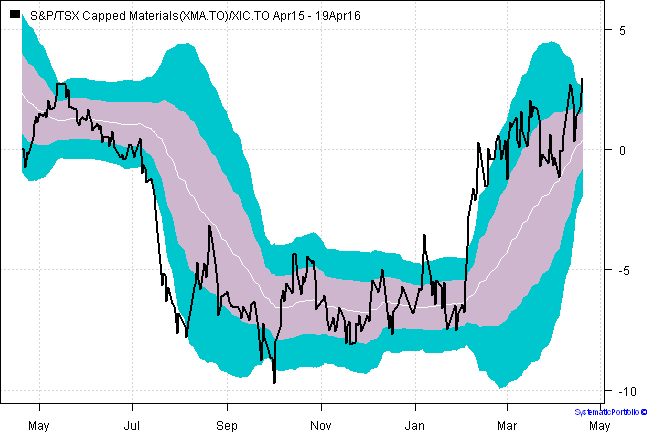 S&P/TSX Capped Materials(XMA.TO)/XIC.TO Apr15 - 19Apr16
5
0
-5
-10
May Jul Sep Nov Jan Mar May
SystematicPortfolio ©